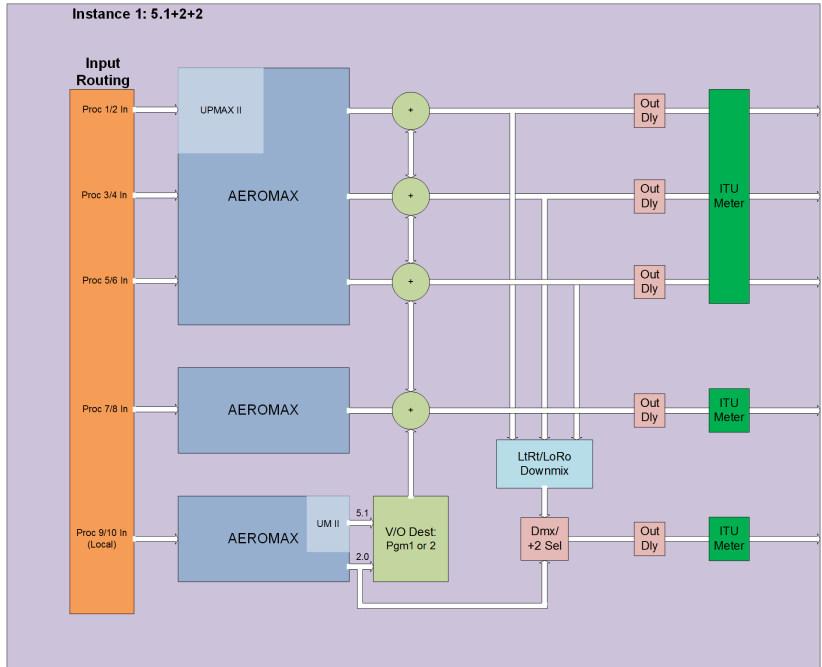 Instance 1: 5.1+2+2
Input
Routing
Proc 1/2 In
UPMAX II
+
Out
Dly
Proc 3/4 In
AEROMAX
+
Out
Dly
ITU
Meter
Proc 5/6 In
+
Out
Dly
Proc 7/8 In
AEROMAX
+
Out
Dly
ITU
Meter
LtRt/LoRo
Downmix
Proc 9/10 In
(Local)
AEROMAX
UM II
5.1
2.0
V/O Dest:
Pgm1 or 2
Dmx/
+2 Sel
Out
Dly
ITU
Meter